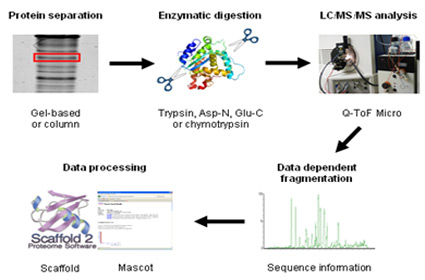 Protein separation
Enzymatic digestion
LC/MS/MS analysis
Gel-based
or column
Trypsin, Asp-N, Glu-C
or chymotrypsin
Q-ToF Micro
Data processing
Data dependent
fragmentation
Scaffold 2
Proteome Software
Scaffold
Mascot
Sequence information